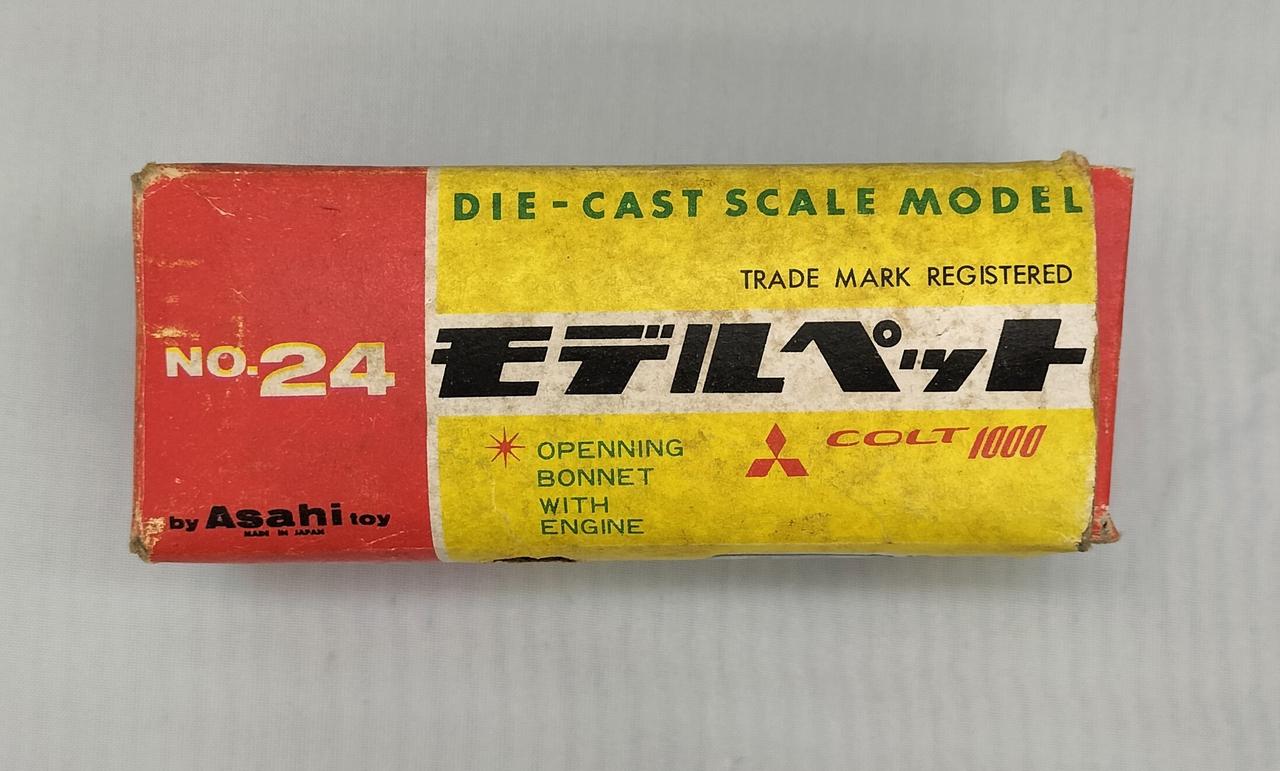 DIE-CAST SCALE MODEL
TRADE MARK REGISTERED
NO.24
モデルペット
OPENNING
BONNET
WITH
ENGINE
COLT 1000
by Asahi toy
MADE IN JAPAN